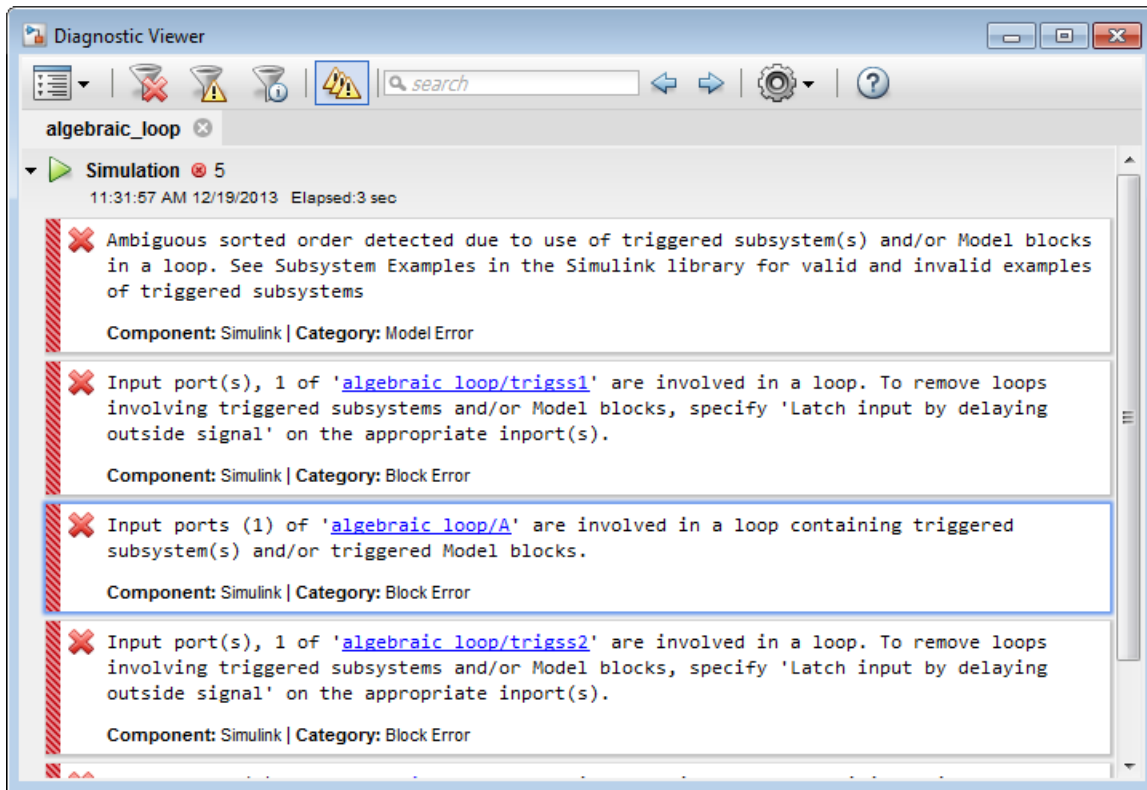 Diagnostic Viewer
search
algebraic_loop
Simulation 5
11:31:57 AM 12/19/2013 Elapsed:3 sec
Ambiguous sorted order detected due to use of triggered subsystem(s) and/or Model blocks
in a loop. See Subsystem Examples in the Simulink library for valid and invalid examples
of triggered subsystems
Component: Simulink | Category: Model Error
Input port(s), 1 of 'algebraic_loop/trigss1' are involved in a loop. To remove loops
involving triggered subsystems and/or Model blocks, specify 'Latch input by delaying
outside signal' on the appropriate inport(s).
Component: Simulink | Category: Block Error
Input ports (1) of 'algebraic_loop/A' are involved in a loop containing triggered
subsystem(s) and/or triggered Model blocks.
Component: Simulink | Category: Block Error
Input port(s), 1 of 'algebraic_loop/trigss2' are involved in a loop. To remove loops
involving triggered subsystems and/or Model blocks, specify 'Latch input by delaying
outside signal' on the appropriate inport(s).
Component: Simulink | Category: Block Error